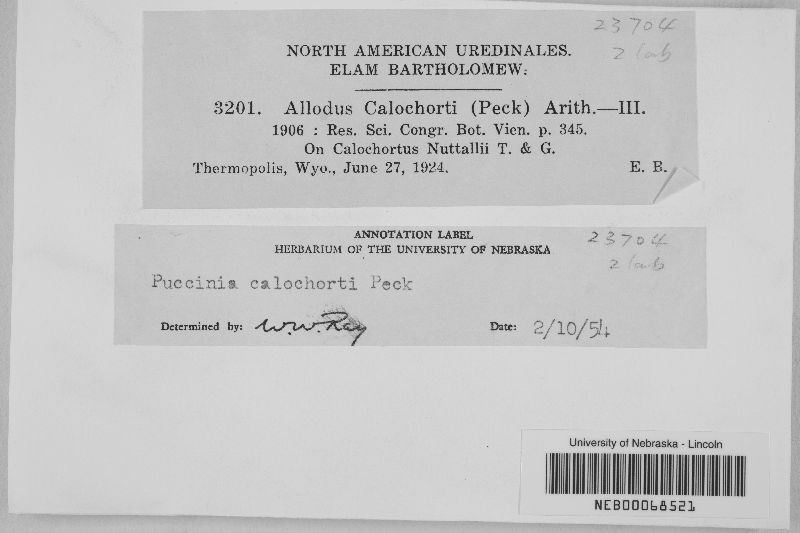 23704
2 lab
NORTH AMERICAN UREDINALES.
ELAM BARTHOLOMEW.
3201. Allodus Calochorti (Peck) Arith.—III.
1906 : Res. Sci. Congr. Bot. Vien. p. 345.
On Calochortus Nuttallii T. & G.
Thermopolis, Wyo., June 27, 1924. E. B.
ANNOTATION LABEL
HERBARIUM OF THE UNIVERSITY OF NEBRASKA
23704
2 lab
Puccinia calochorti Peck
Determined by: W.W. Ray Date: 2/10/54
University of Nebraska - Lincoln
NEB00068521